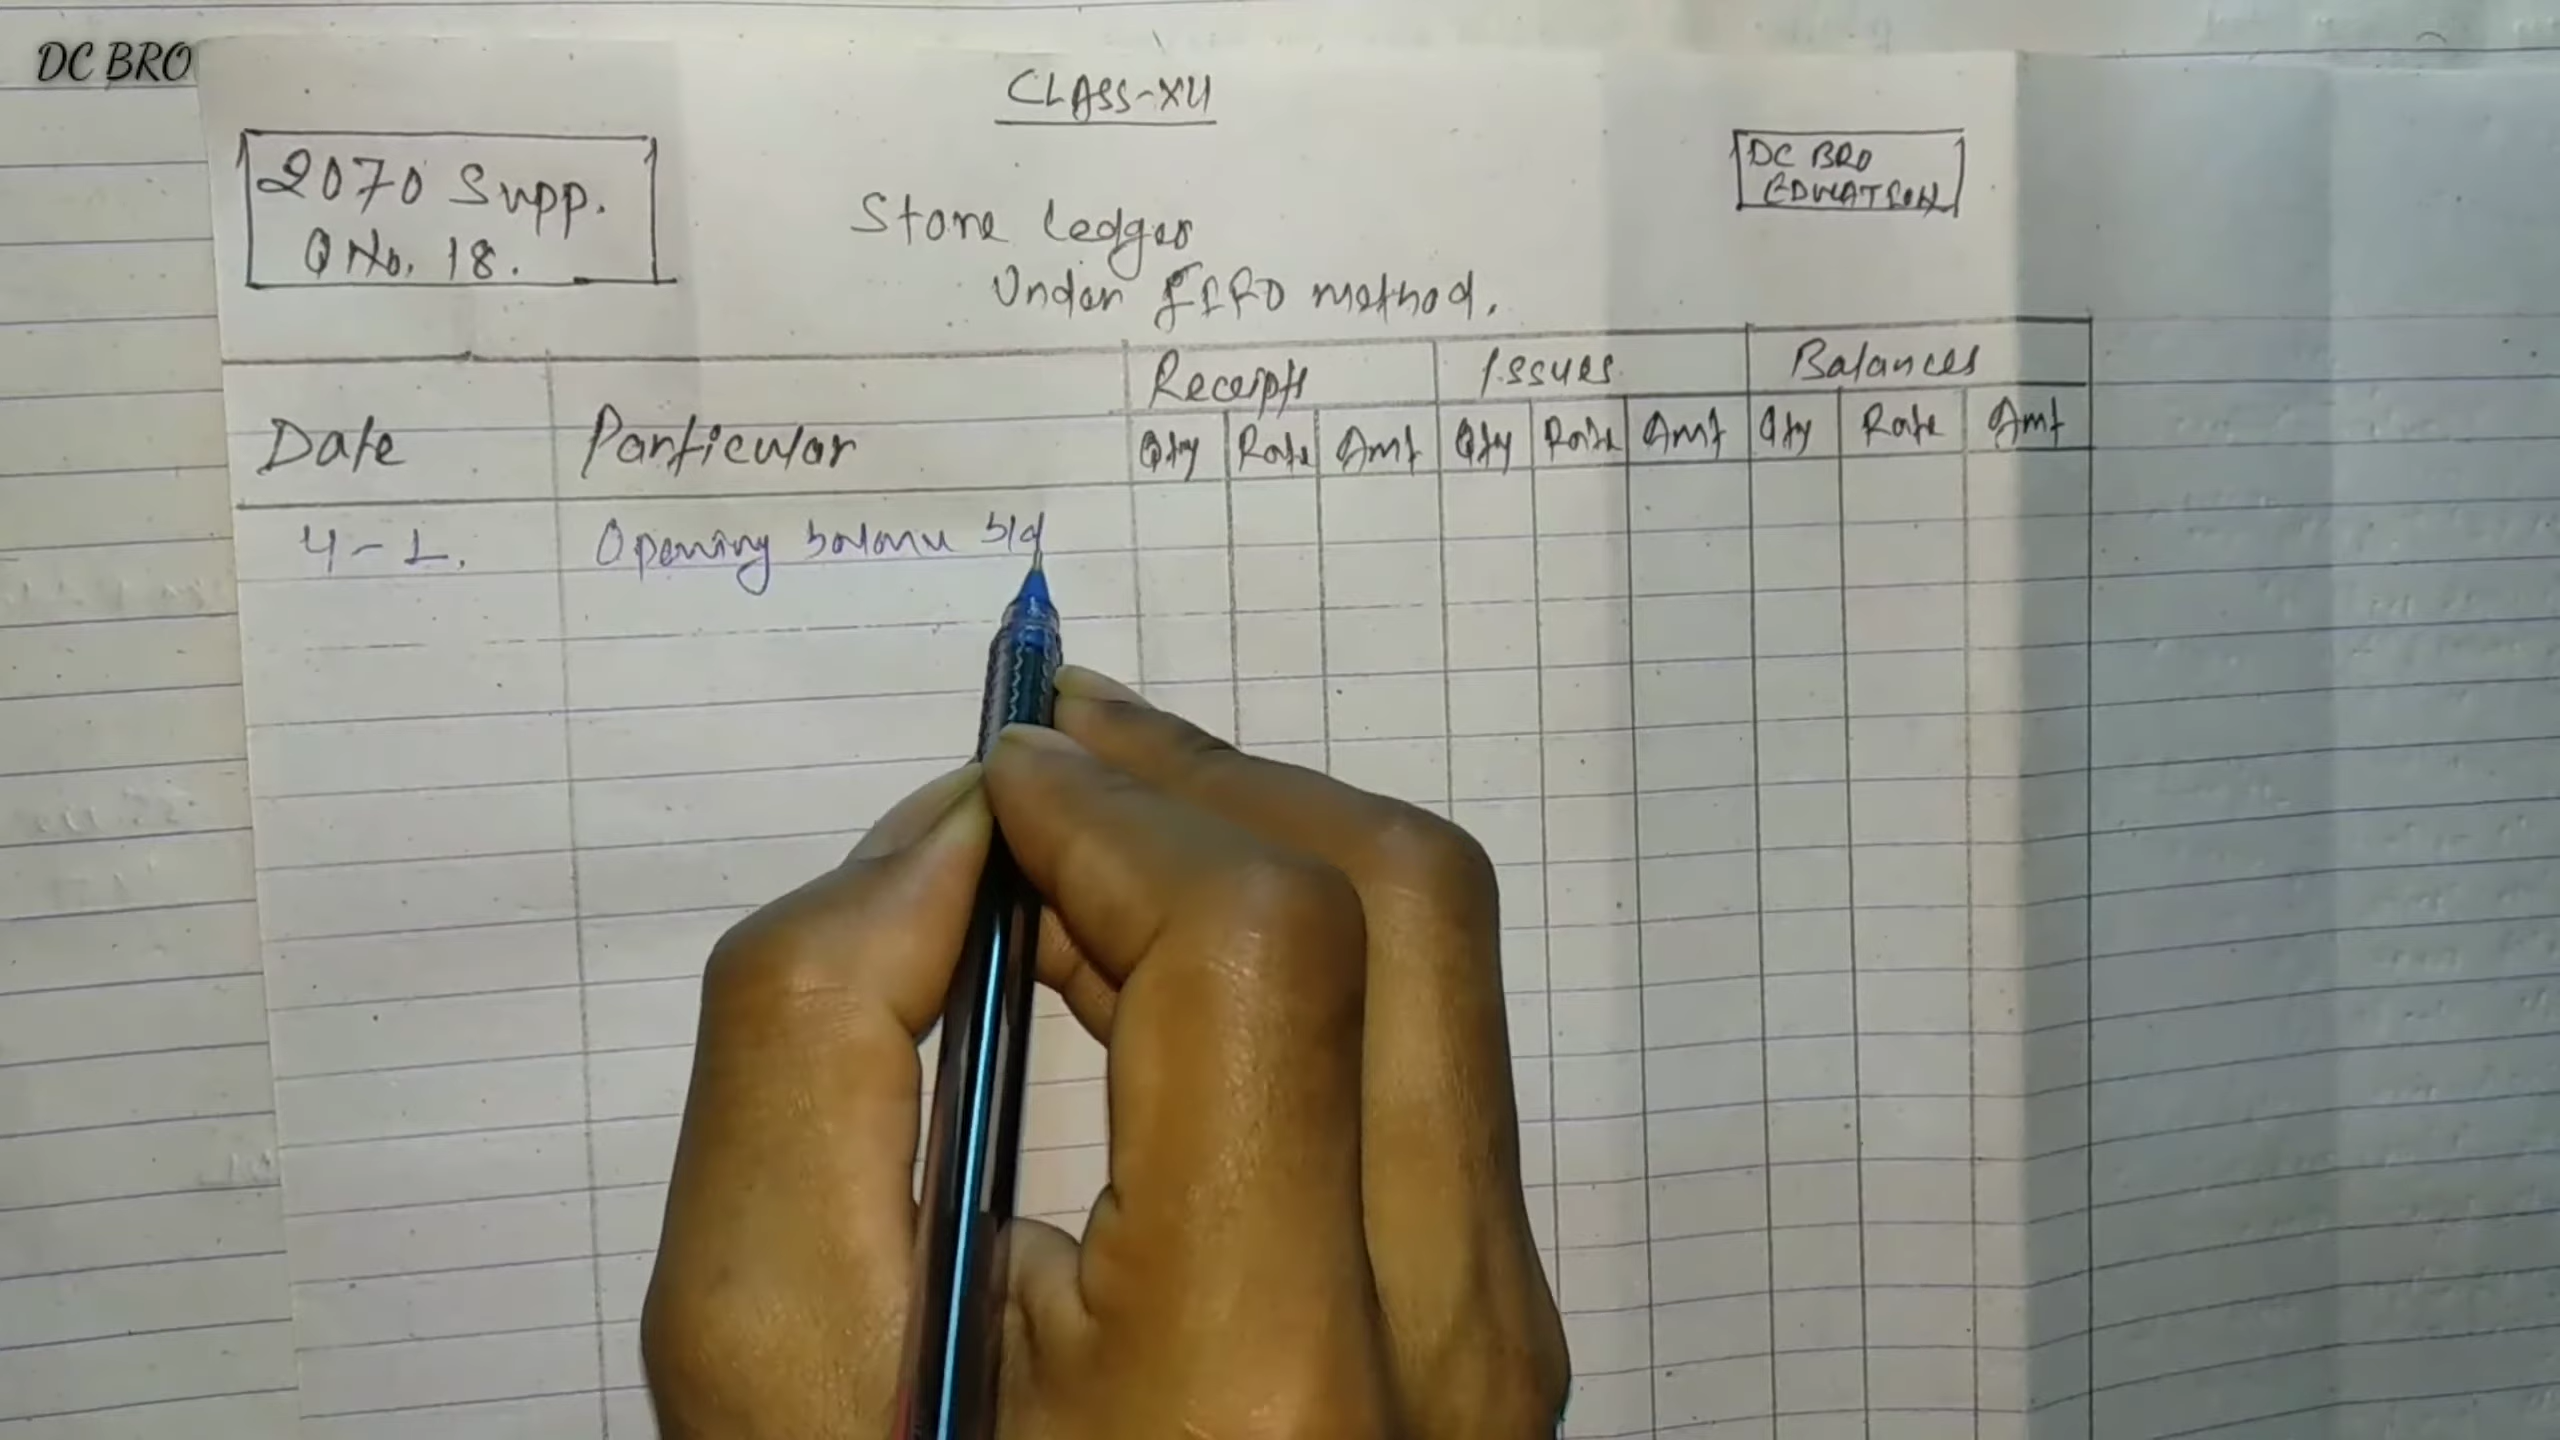 DC BRO
CLASS-XII
2070 Supp.
Q No. 18.
DC BRO
EDUCATION
Store Ledger
Under FIFO method.
Date Particular Receipts Issues Balances
Qty Rate Amt Qty Rate Amt Qty Rate Amt
4-1. Opening balance b/d